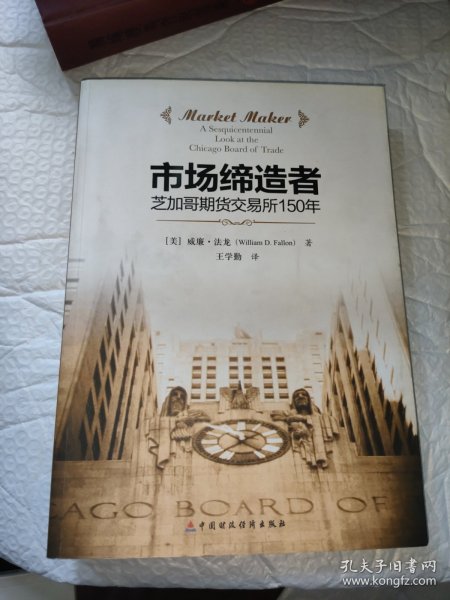 Market Maker
A Sesquicentennial
Look at the
Chicago Board of Trade
市场缔造者
芝加哥期货交易所150年
［美］威廉·法龙（William D. Fallon） 著
王学勤 译
AGO BOARD OF
中国财政经济出版社
孔夫子旧书网
www.kongfz.com